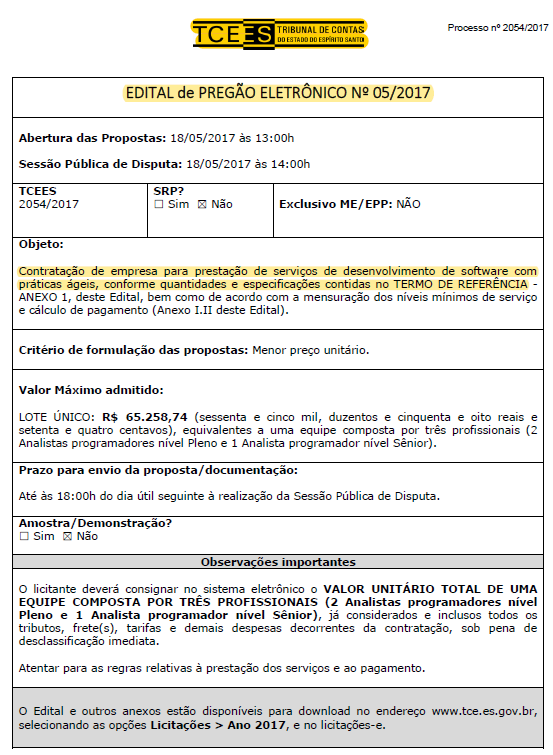 TCEES TRIBUNAL DE CONTAS
DO ESTADO DO ESPÍRITO SANTO
Processo nº 2054/2017
EDITAL de PREGÃO ELETRÔNICO Nº 05/2017
Abertura das Propostas: 18/05/2017 às 13:00h
Sessão Pública de Disputa: 18/05/2017 às 14:00h
TCEES
2054/2017
SRP?
☐ Sim ☒ Não
Exclusivo ME/EPP: NÃO
Objeto:
Contratação de empresa para prestação de serviços de desenvolvimento de software com
práticas ágeis, conforme quantidades e especificações contidas no TERMO DE REFERÊNCIA -
ANEXO 1, deste Edital, bem como de acordo com a mensuração dos níveis mínimos de serviço
e cálculo de pagamento (Anexo I.II deste Edital).
Critério de formulação das propostas: Menor preço unitário.
Valor Máximo admitido:
LOTE ÚNICO: R$ 65.258,74 (sessenta e cinco mil, duzentos e cinquenta e oito reais e
setenta e quatro centavos), equivalentes a uma equipe composta por três profissionais (2
Analistas programadores nível Pleno e 1 Analista programador nível Sênior).
Prazo para envio da proposta/documentação:
Até às 18:00h do dia útil seguinte à realização da Sessão Pública de Disputa.
Amostra/Demonstração?
☐ Sim ☒ Não
Observações importantes
O licitante deverá consignar no sistema eletrônico o VALOR UNITÁRIO TOTAL DE UMA
EQUIPE COMPOSTA POR TRÊS PROFISSIONAIS (2 Analistas programadores nível
Pleno e 1 Analista programador nível Sênior), já considerados e inclusos todos os
tributos, frete(s), tarifas e demais despesas decorrentes da contratação, sob pena de
desclassificação imediata.
Atentar para as regras relativas à prestação dos serviços e ao pagamento.
O Edital e outros anexos estão disponíveis para download no endereço www.tce.es.gov.br,
selecionando as opções Licitações > Ano 2017, e no licitações-e.